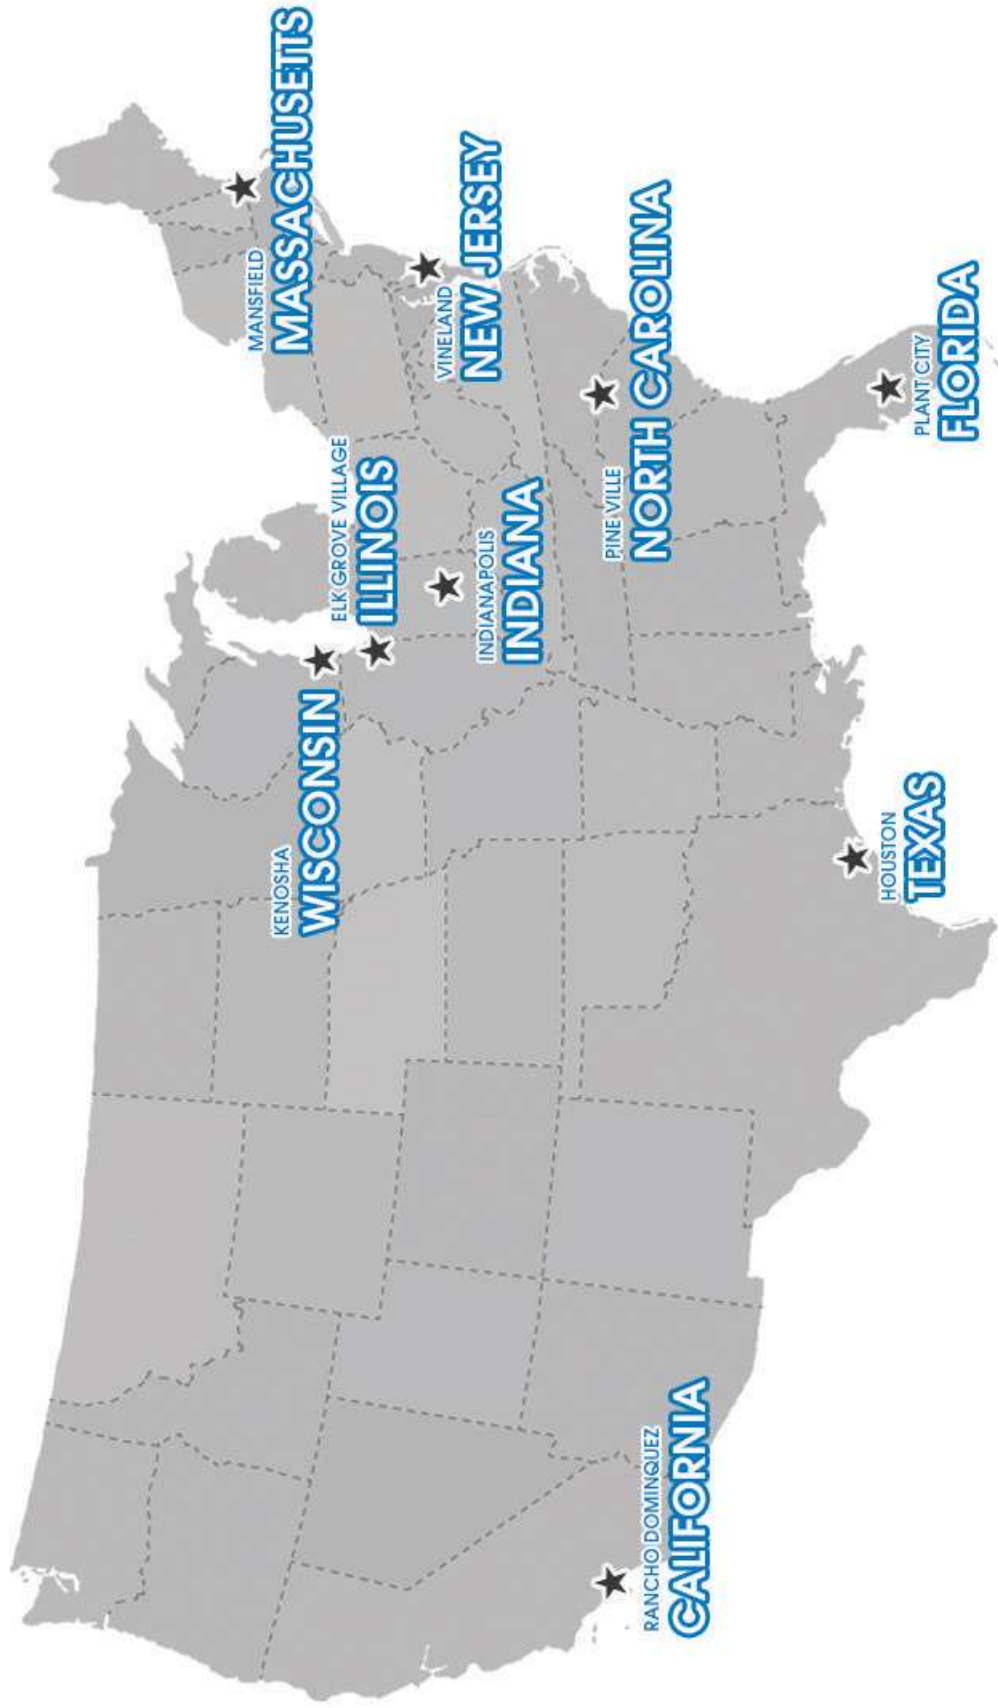 MANSFIELD
MASSACHUSETTS
ELK GROVE VILLAGE
ILLINOIS
VINELAND
NEW JERSEY
KENOSHA
WISCONSIN
INDIANAPOLIS
INDIANA
PINE VILLE
NORTH CAROLINA
RANCHO DOMINQUEZ
CALIFORNIA
HOUSTON
TEXAS
PLANT CITY
FLORIDA